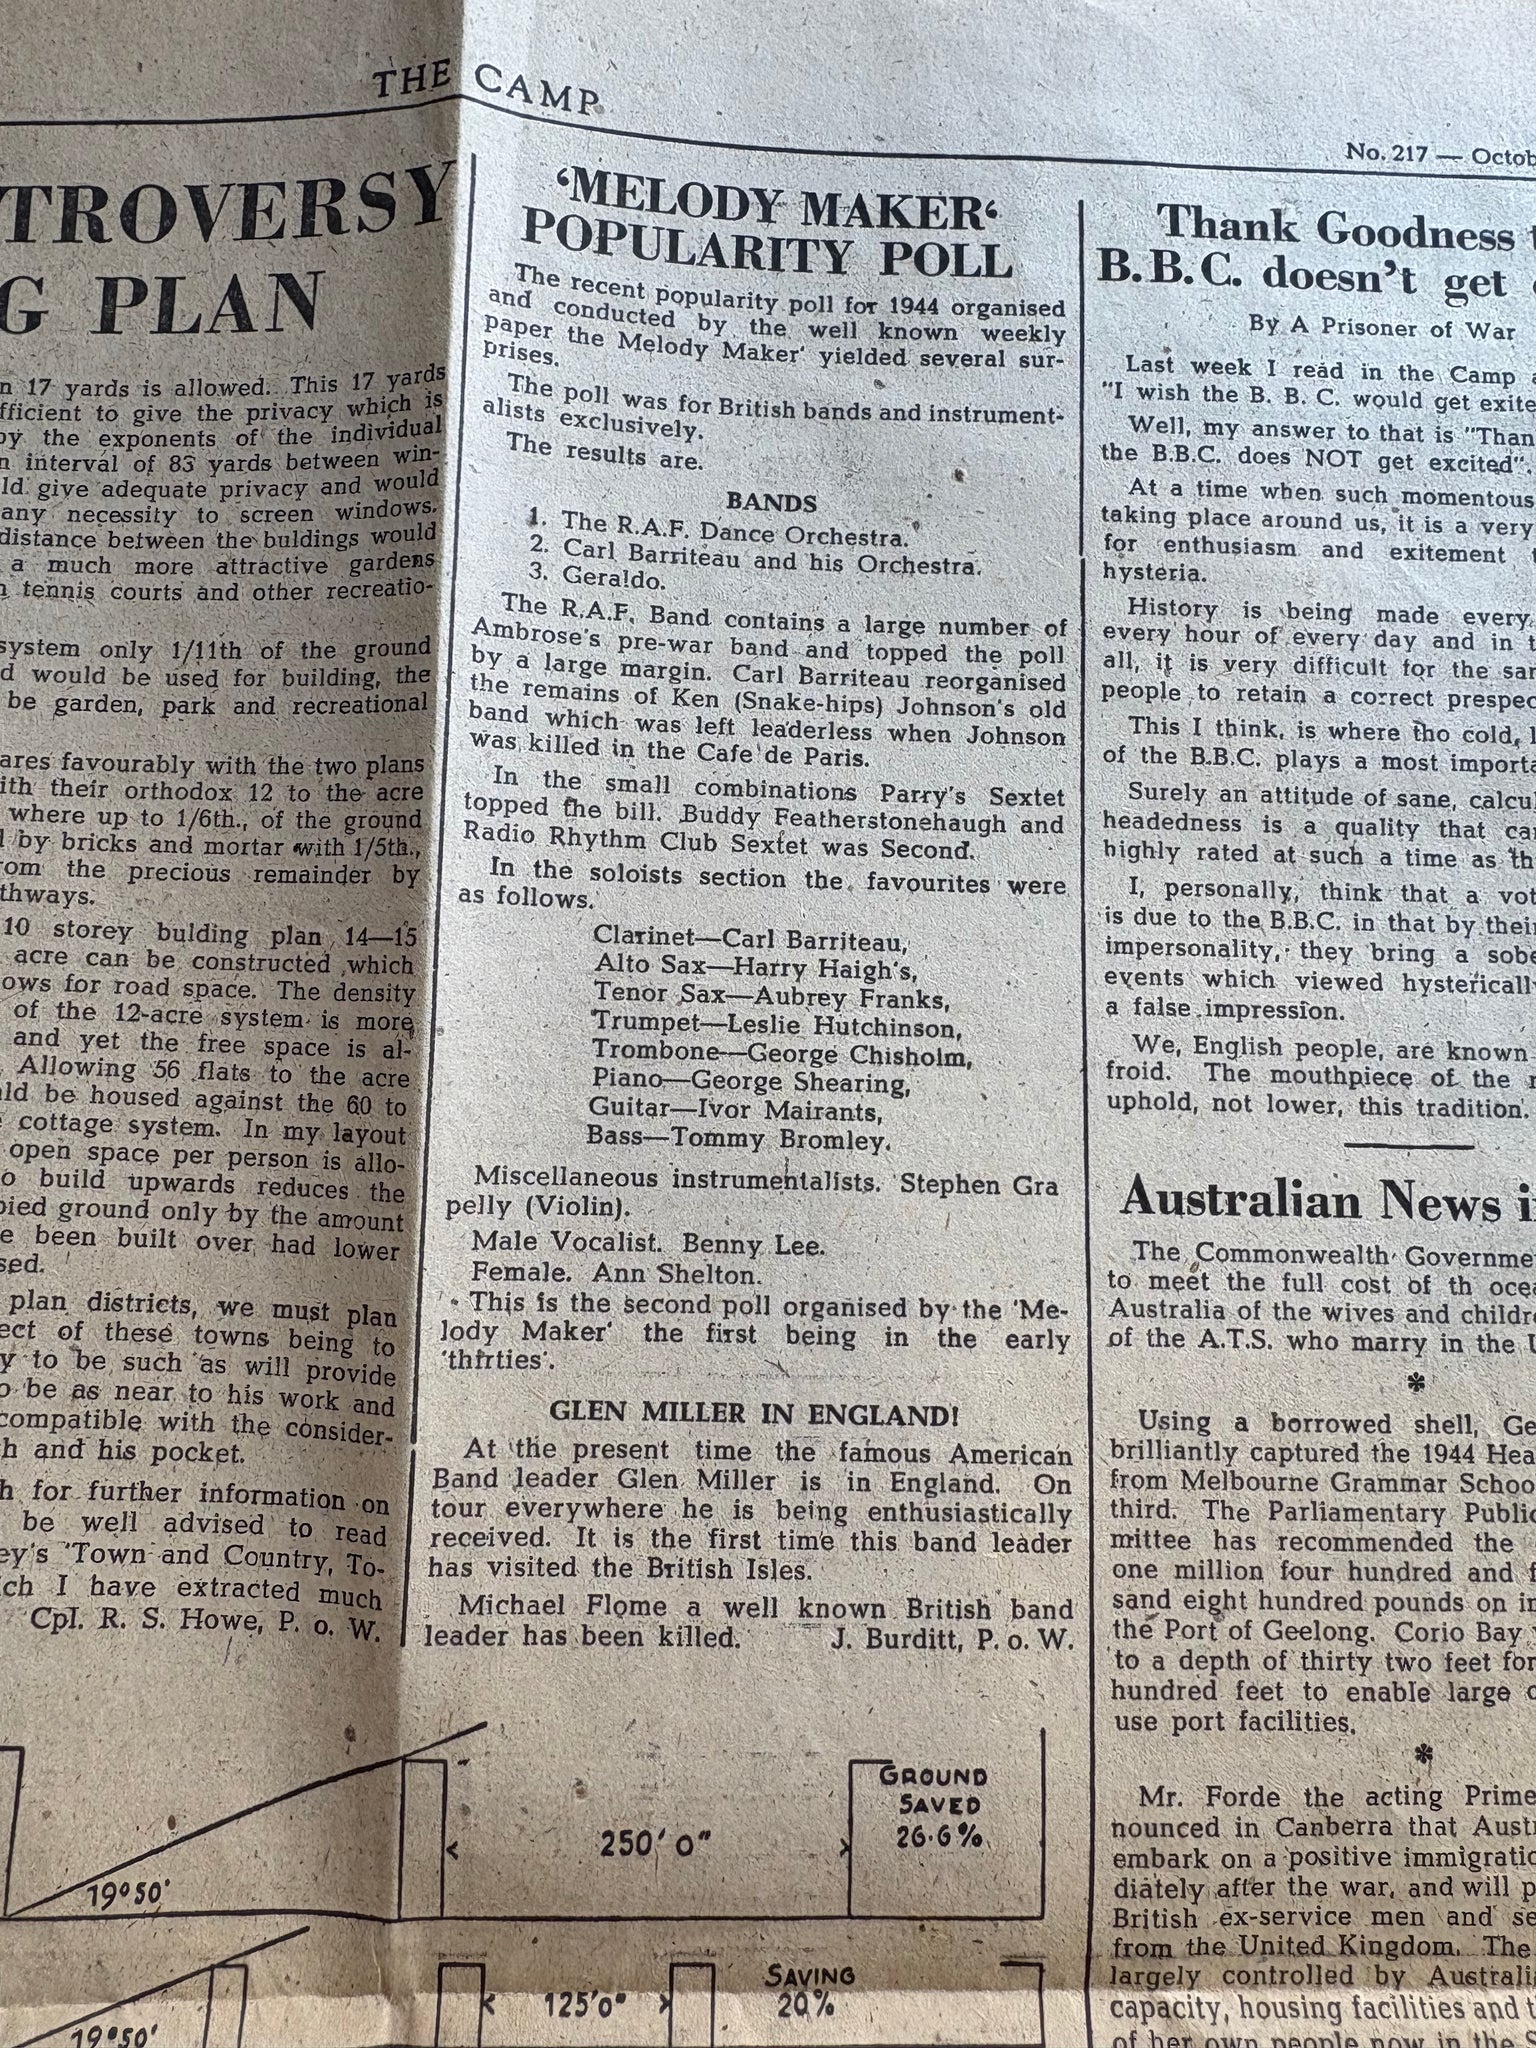 THE CAMP
No. 217 — Octob
TROVERSY
G PLAN
n 17 yards is allowed. This 17 yards
fficient to give the privacy which is
by the exponents of the individual
n interval of 83 yards between win-
ld give adequate privacy and would
any necessity to screen windows.
distance between the buldings would
a much more attractive gardens
n tennis courts and other recreatio-
system only 1/11th of the ground
d would be used for building, the
be garden, park and recreational
ares favourably with the two plans
ith their orthodox 12 to the acre
where up to 1/6th., of the ground
l by bricks and mortar with 1/5th.,
rom the precious remainder by
thways.
10 storey bulding plan 14—15
acre can be constructed which
ows for road space. The density
of the 12-acre system is more
and yet the free space is al-
Allowing 56 flats to the acre
ld be housed against the 60 to
cottage system. In my layout
open space per person is allo-
o build upwards reduces the
pied ground only by the amount
e been built over had lower
sed.
plan districts, we must plan
ect of these towns being to
y to be such as will provide
o be as near to his work and
compatible with the consider-
h and his pocket.
h for further information on
be well advised to read
ey's 'Town and Country, To-
ich I have extracted much
Cpl. R. S. Howe, P. o. W.
‘MELODY MAKER‘
POPULARITY POLL
The recent popularity poll for 1944 organised
and conducted by the well known weekly
paper the Melody Maker' yielded several sur-
prises.
The poll was for British bands and instrument-
alists exclusively.
The results are.
BANDS
1. The R.A.F. Dance Orchestra.
2. Carl Barriteau and his Orchestra.
3. Geraldo.
The R.A.F. Band contains a large number of
Ambrose's pre-war band and topped the poll
by a large margin. Carl Barriteau reorganised
the remains of Ken (Snake-hips) Johnson's old
band which was left leaderless when Johnson
was killed in the Cafe de Paris.
In the small combinations Parry's Sextet
topped the bill. Buddy Featherstonehaugh and
Radio Rhythm Club Sextet was Second.
In the soloists section the favourites were
as follows.
Clarinet—Carl Barriteau,
Alto Sax—Harry Haigh's,
Tenor Sax—Aubrey Franks,
Trumpet—Leslie Hutchinson,
Trombone—George Chisholm,
Piano—George Shearing,
Guitar—Ivor Mairants,
Bass—Tommy Bromley.
Miscellaneous instrumentalists. Stephen Gra
pelly (Violin).
Male Vocalist. Benny Lee.
Female. Ann Shelton.
This is the second poll organised by the 'Me-
lody Maker' the first being in the early
'thirties'.
GLEN MILLER IN ENGLAND!
At the present time the famous American
Band leader Glen Miller is in England. On
tour everywhere he is being enthusiastically
received. It is the first time this band leader
has visited the British Isles.
Michael Flome a well known British band
leader has been killed. J. Burditt, P. o. W.
Thank Goodness t
B.B.C. doesn't get
By A Prisoner of War
Last week I read in the Camp a
"I wish the B. B. C. would get exite
Well, my answer to that is "Than
the B.B.C. does NOT get excited".
At a time when such momentous
taking place around us, it is a very
for enthusiasm and exitement t
hysteria.
History is being made every
every hour of every day and in t
all, it is very difficult for the san
people to retain a correct prespec
This I think, is where tho cold, l
of the B.B.C. plays a most importa
Surely an attitude of sane, calcul
headedness is a quality that can
highly rated at such a time as th
I, personally, think that a vot
is due to the B.B.C. in that by their
impersonality, they bring a sobe
events which viewed hysterically
a false impression.
We, English people, are known
froid. The mouthpiece of the n
uphold, not lower, this tradition.
Australian News i
The Commonwealth Governme
to meet the full cost of th ocea
Australia of the wives and childre
of the A.T.S. who marry in the U
*
Using a borrowed shell, Ge
brilliantly captured the 1944 Hea
from Melbourne Grammar Schoo
third. The Parliamentary Public
mittee has recommended the
one million four hundred and f
sand eight hundred pounds on im
the Port of Geelong. Corio Bay
to a depth of thirty two feet for
hundred feet to enable large o
use port facilities.
*
Mr. Forde the acting Prime
nounced in Canberra that Austr
embark on a positive immigratio
diately after the war, and will p
British ex-service men and se
from the United Kingdom. The
largely controlled by Australi
capacity, housing facilities and t
of her own people now in the S
19°50'
250' 0"
GROUND
SAVED
26.6%
19°50'
125'0"
SAVING
20%